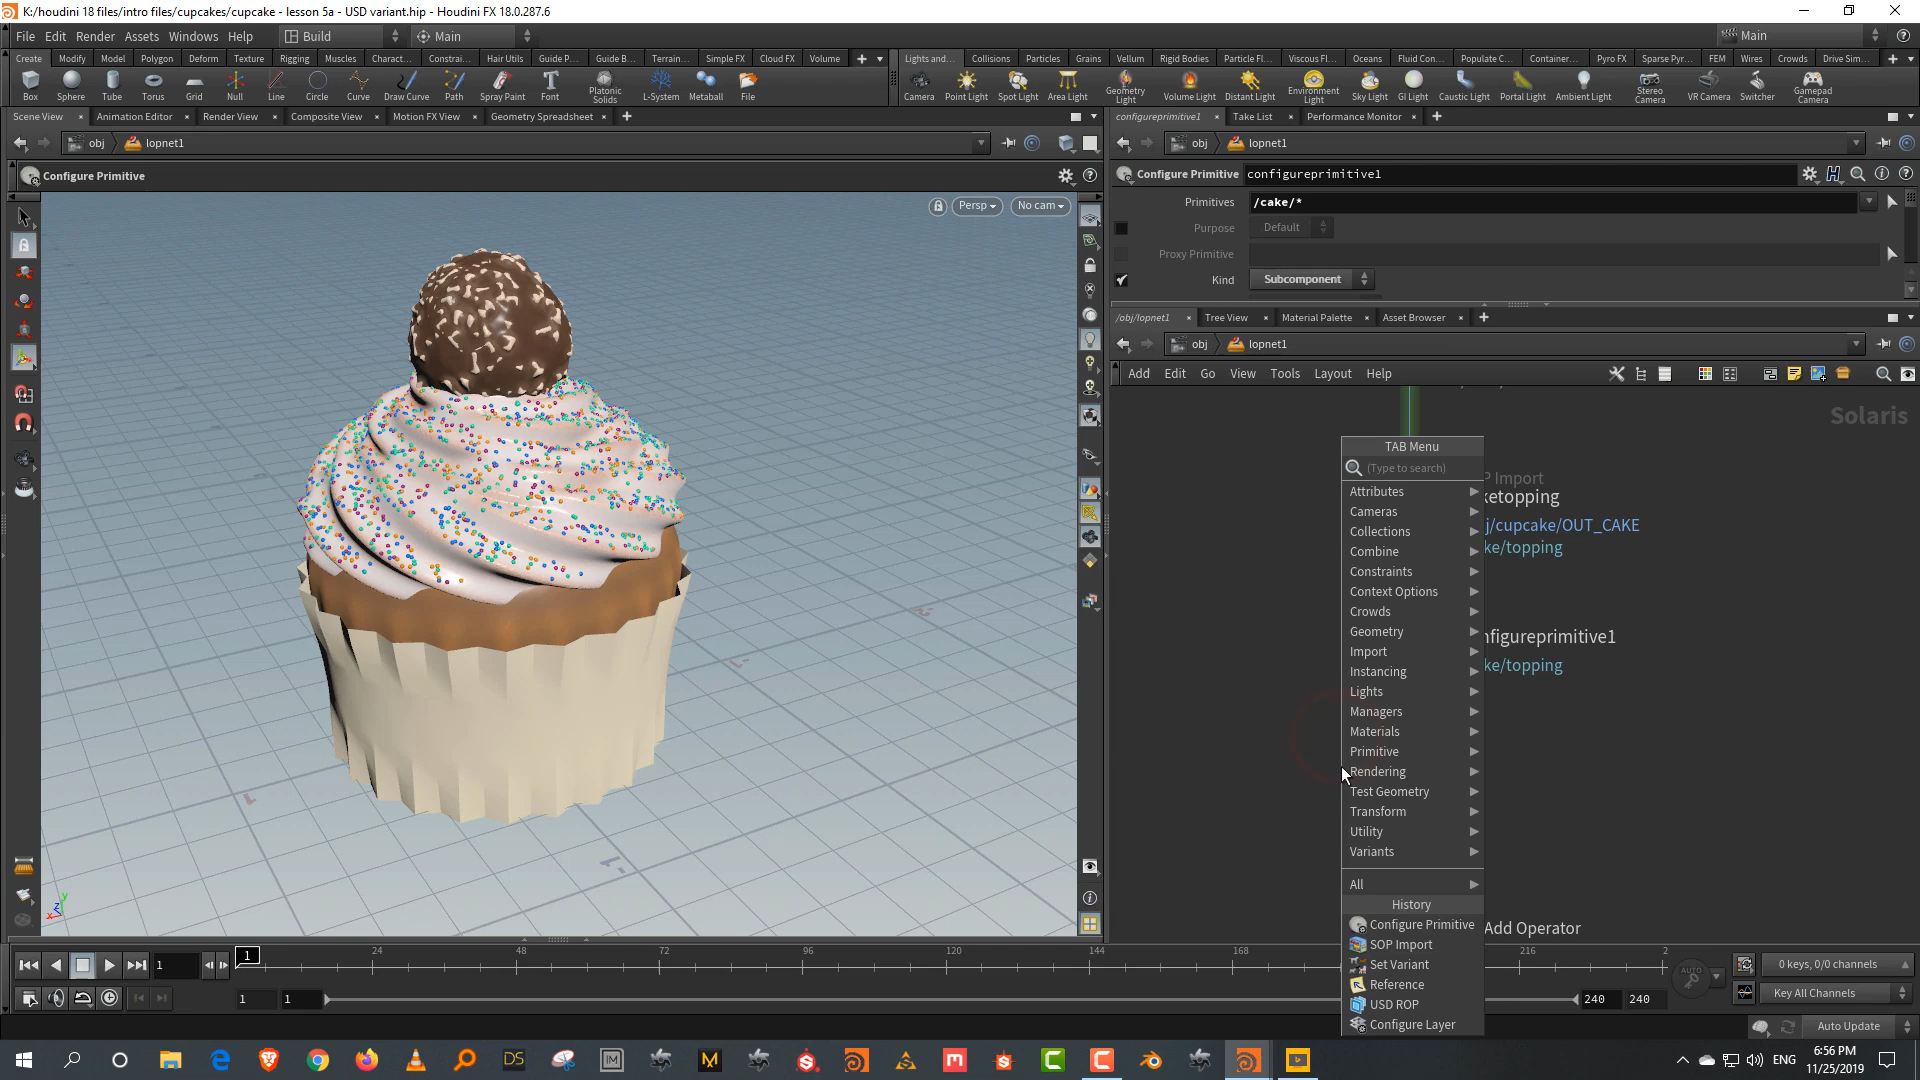 K:/houdini 18 files/intro files/cupcakes/cupcake - lesson 5a - USD variant.hip - Houdini FX 18.0.287.6
File Edit Render Assets Windows Help Build Main Main
Create Modify Model Polygon Deform Texture Rigging Muscles Charact... Constrai... Hair Utils Guide P... Guide B... Terrain... Simple FX Cloud FX Volume
Lights and... Collisions Particles Grains Vellum Rigid Bodies Particle Fl... Viscous Fl... Oceans Fluid Con... Populate C... Container... Pyro FX Sparse Pyr... FEM Wires Crowds Drive Sim...
Box Sphere Tube Torus Grid Null Line Circle Curve Draw Curve Path Spray Paint Font Platonic Solids L-System Metaball File
Camera Point Light Spot Light Area Light Geometry Light Volume Light Distant Light Environment Light Sky Light GI Light Caustic Light Portal Light Ambient Light Stereo Camera VR Camera Switcher Gamepad Camera
Scene View Animation Editor Render View Composite View Motion FX View Geometry Spreadsheet
configureprimitive1 Take List Performance Monitor
obj lopnet1
obj lopnet1
Configure Primitive
Configure Primitive configureprimitive1
Persp No cam
Primitives /cake/*
Purpose Default
Proxy Primitive
Kind Subcomponent
/obj/lopnet1 Tree View Material Palette Asset Browser
obj lopnet1
Add Edit Go View Tools Layout Help
Solaris
P Import
ketopping
j/cupcake/OUT_CAKE
ke/topping
nfigureprimitive1
ke/topping
Add Operator
TAB Menu
(Type to search)
Attributes
Cameras
Collections
Combine
Constraints
Context Options
Crowds
Geometry
Import
Instancing
Lights
Managers
Materials
Primitive
Rendering
Test Geometry
Transform
Utility
Variants
All
History
Configure Primitive
SOP Import
Set Variant
Reference
USD ROP
Configure Layer
1 1 24 48 72 96 120 144 168 216 2
AUTO 0 keys, 0/0 channels
1 1 240 240 Key All Channels
Auto Update
ENG 6:56 PM
11/25/2019